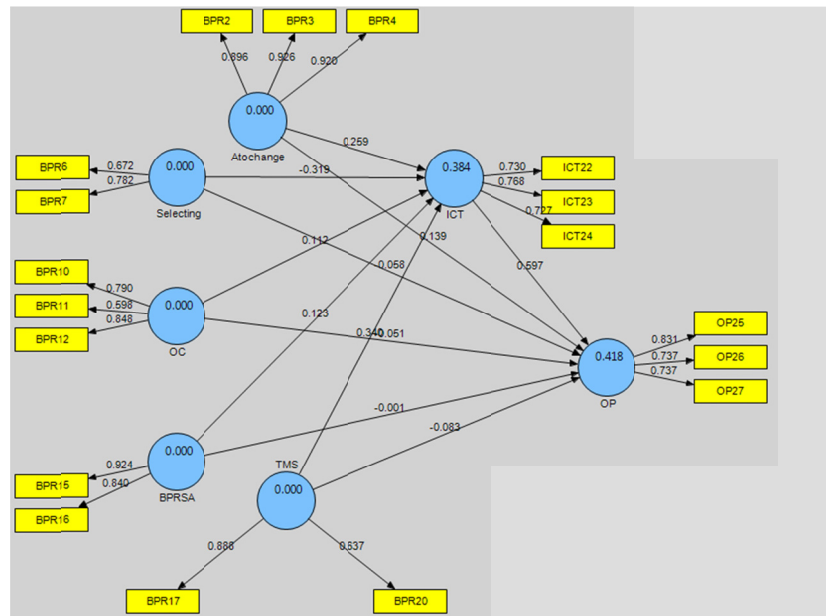 BPR2 BPR3 BPR4
0.896 0.926 0.920
0.000
Atochange
0.259
BPR6 0.672
BPR7 0.782
0.000
Selecting
-0.319
0.384
ICT
0.730 ICT22
0.768 ICT23
0.727 ICT24
0.112
0.139
0.058
0.597
BPR10 0.790
BPR11 0.598
BPR12 0.848
0.000
OC
0.123
0.051
0.418
OP
0.831 OP25
0.737 OP26
0.737 OP27
-0.001
-0.083
BPR15 0.924
BPR16 0.840
0.000
BPRSA
TMS
0.000
BPR17 BPR20